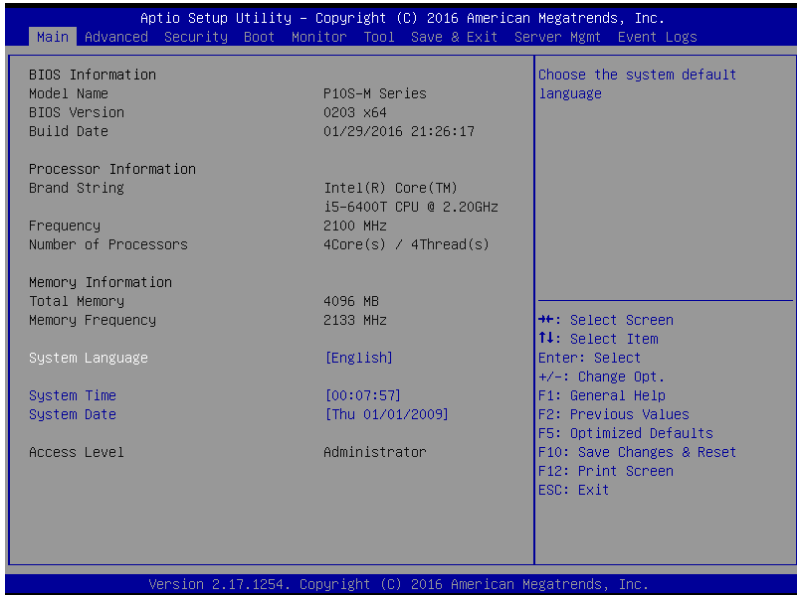 Aptio Setup Utility – Copyright (C) 2016 American Megatrends, Inc.
Main Advanced Security Boot Monitor Tool Save & Exit Server Mgmt Event Logs
BIOS Information
Model Name P10S-M Series
BIOS Version 0203 x64
Build Date 01/29/2016 21:26:17
Processor Information
Brand String Intel(R) Core(TM)
i5-6400T CPU @ 2.20GHz
Frequency 2100 MHz
Number of Processors 4Core(s) / 4Thread(s)
Memory Information
Total Memory 4096 MB
Memory Frequency 2133 MHz
System Language [English]
System Time [00:07:57]
System Date [Thu 01/01/2009]
Access Level Administrator
Choose the system default
language
→←: Select Screen
↑↓: Select Item
Enter: Select
+/-: Change Opt.
F1: General Help
F2: Previous Values
F5: Optimized Defaults
F10: Save Changes & Reset
F12: Print Screen
ESC: Exit
Version 2.17.1254. Copyright (C) 2016 American Megatrends, Inc.